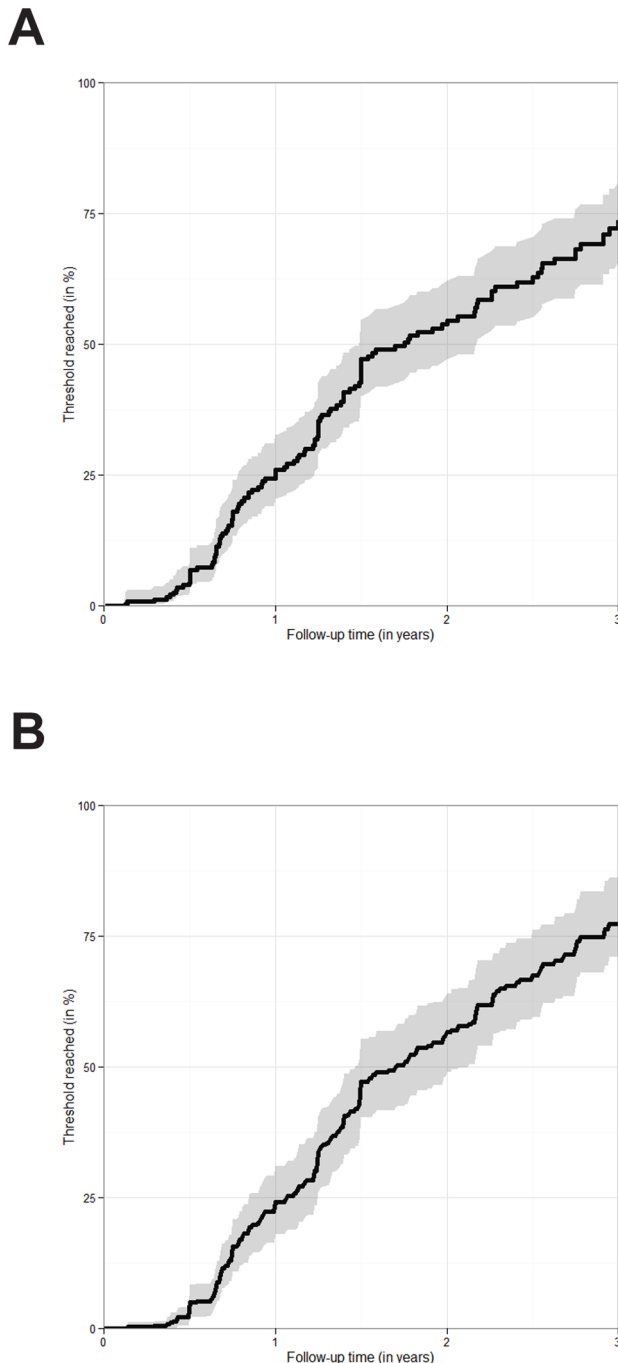 A
100
75
50
25
0
Threshold reached (in %)
0 1 2 3
Follow-up time (in years)
B
100
75
50
25
0
Threshold reached (in %)
0 1 2 3
Follow-up time (in years)